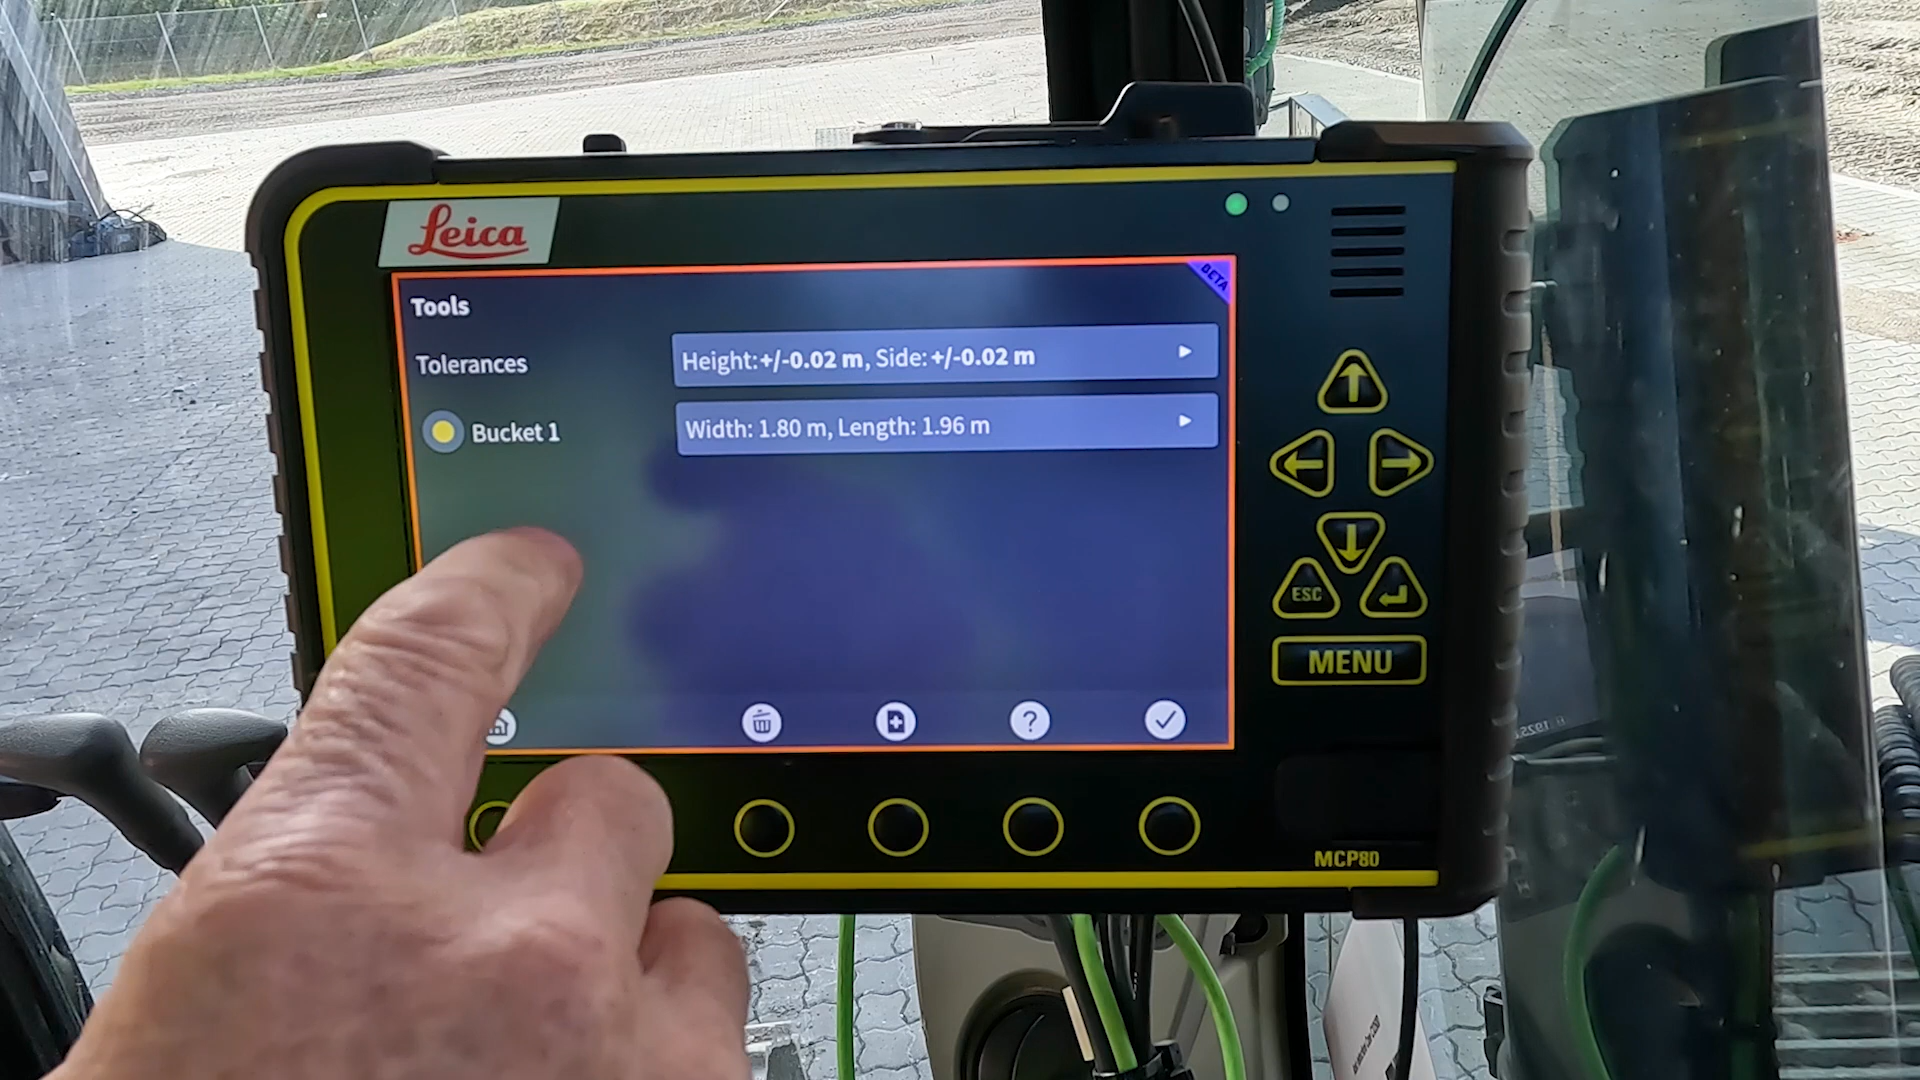 Leica
BETA
Tools
Tolerances
Height:+/-0.02 m, Side: +/-0.02 m
Bucket 1
Width: 1.80 m, Length: 1.96 m
?
ESC
MENU
MCP80